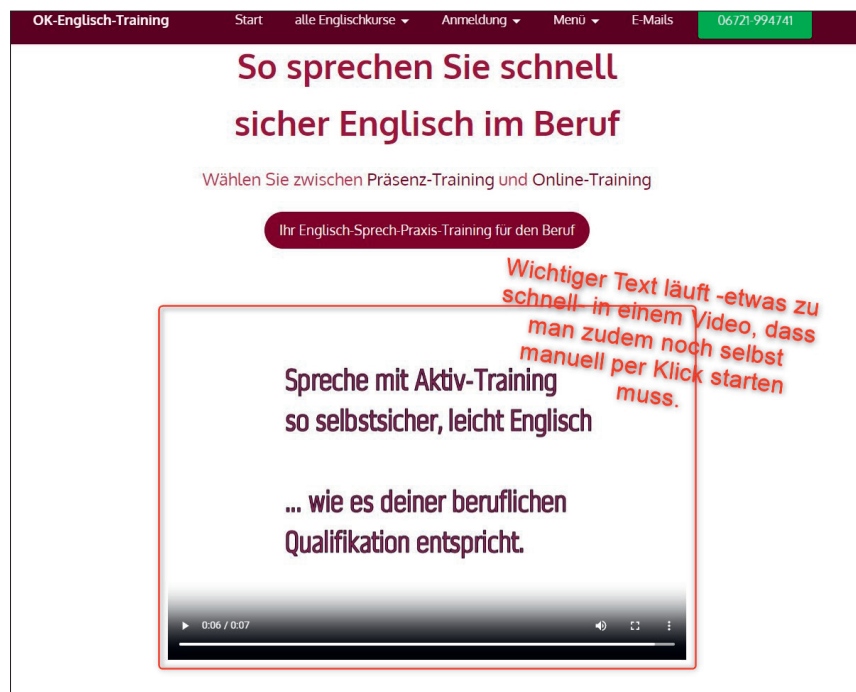 OK-Englisch-Training Start alle Englischkurse Anmeldung Menü E-Mails 06721-994741
So sprechen Sie schnell
sicher Englisch im Beruf
Wählen Sie zwischen Präsenz-Training und Online-Training
Ihr Englisch-Sprech-Praxis-Training für den Beruf
Wichtiger Text läuft -etwas zu
schnell- in einem Video, dass
man zudem noch selbst
manuell per Klick starten
muss.
Spreche mit Aktiv-Training
so selbstsicher, leicht Englisch
... wie es deiner beruflichen
Qualifikation entspricht.
0:06 / 0:07